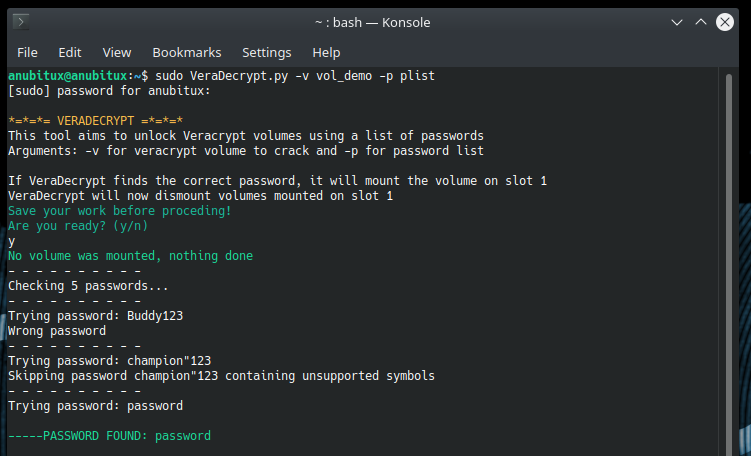 ~ : bash — Konsole
File Edit View Bookmarks Settings Help
anubitux@anubitux:~$ sudo VeraDecrypt.py -v vol_demo -p plist
[sudo] password for anubitux:
*=*=*= VERADECRYPT =*=*=*
This tool aims to unlock Veracrypt volumes using a list of passwords
Arguments: -v for veracrypt volume to crack and -p for password list
If VeraDecrypt finds the correct password, it will mount the volume on slot 1
VeraDecrypt will now dismount volumes mounted on slot 1
Save your work before proceding!
Are you ready? (y/n)
y
No volume was mounted, nothing done
- - - - - - - - - -
Checking 5 passwords...
- - - - - - - - - -
Trying password: Buddy123
Wrong password
- - - - - - - - - -
Trying password: champion"123
Skipping password champion"123 containing unsupported symbols
- - - - - - - - - -
Trying password: password
-----PASSWORD FOUND: password